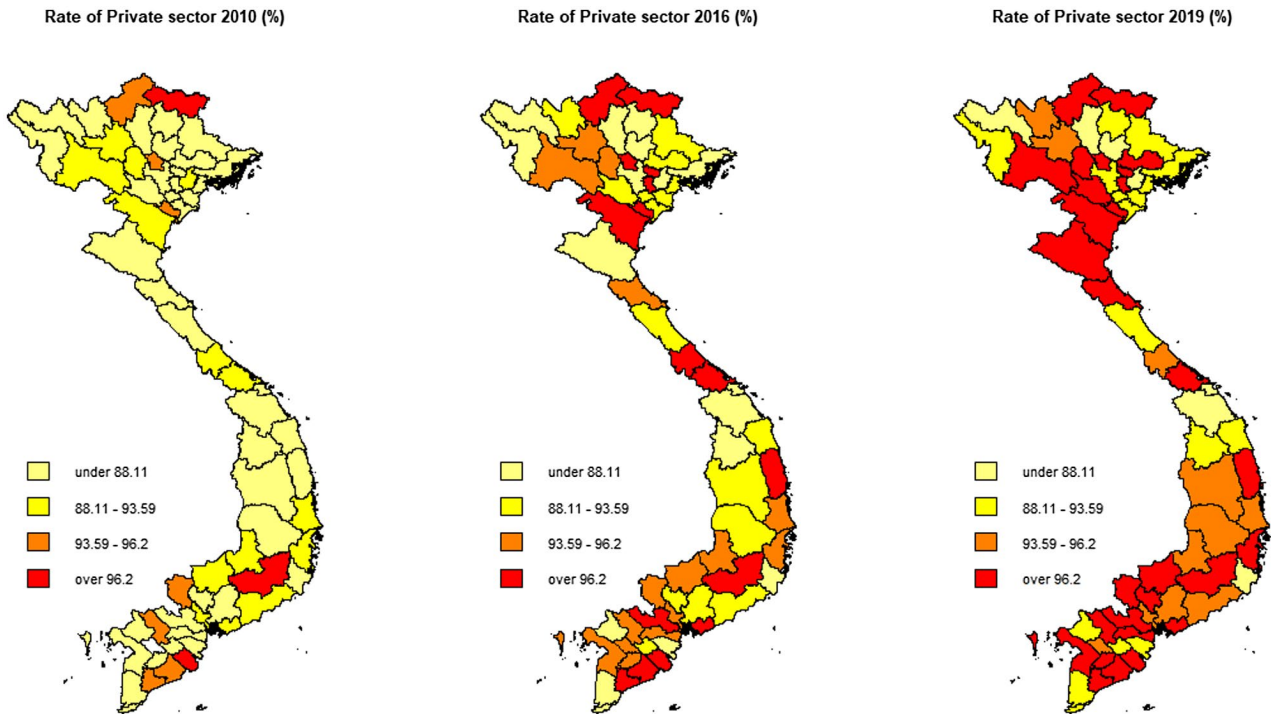 Rate of Private sector 2010 (%)
Rate of Private sector 2016 (%)
Rate of Private sector 2019 (%)
under 88.11
88.11 - 93.59
93.59 - 96.2
over 96.2
under 88.11
88.11 - 93.59
93.59 - 96.2
over 96.2
under 88.11
88.11 - 93.59
93.59 - 96.2
over 96.2